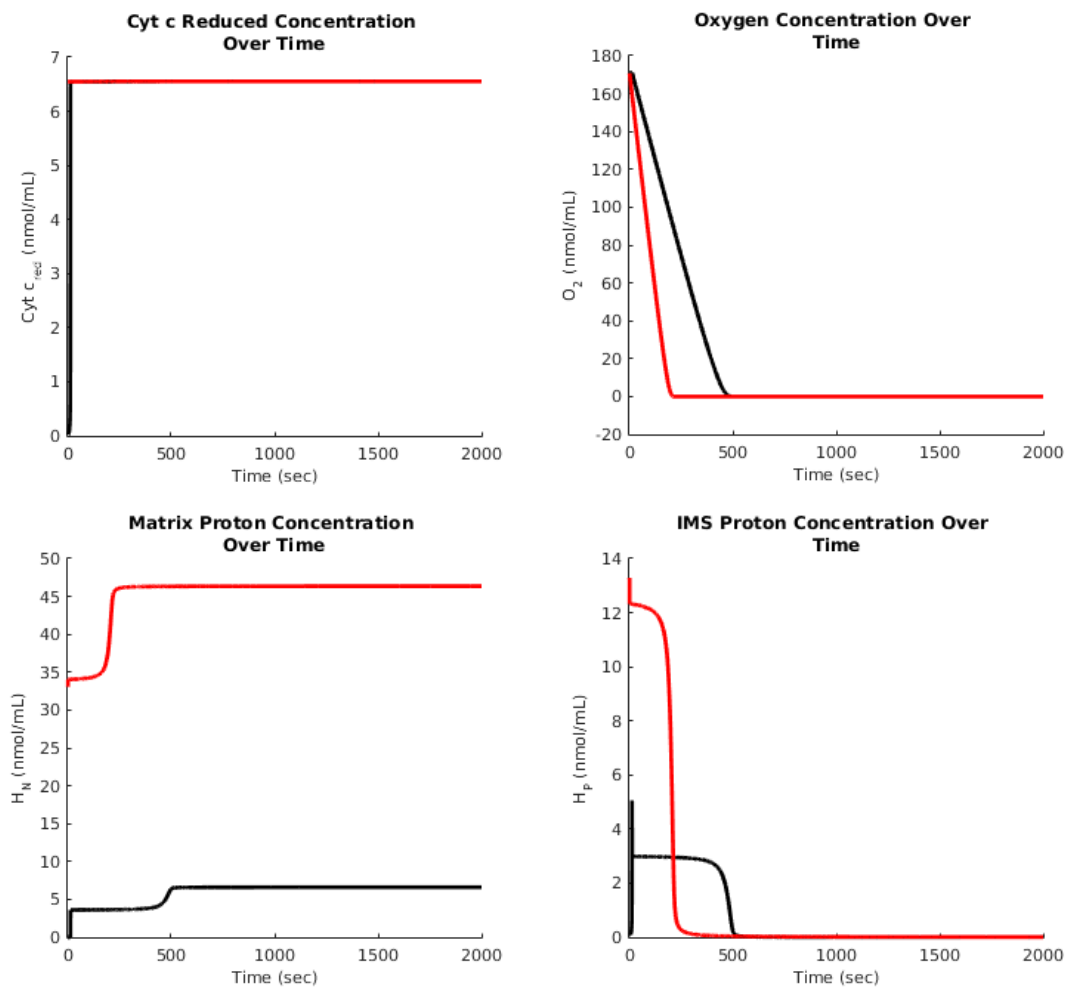 Cyt c Reduced Concentration
Over Time
7
6
5
4
3
2
1
0
Cyt c_red (nmol/mL)
0 500 1000 1500 2000
Time (sec)
Oxygen Concentration Over
Time
180
160
140
120
100
80
60
40
20
0
-20
O_2 (nmol/mL)
0 500 1000 1500 2000
Time (sec)
Matrix Proton Concentration
Over Time
50
45
40
35
30
25
20
15
10
5
0
H_N (nmol/mL)
0 500 1000 1500 2000
Time (sec)
IMS Proton Concentration Over
Time
14
12
10
8
6
4
2
0
H_P (nmol/mL)
0 500 1000 1500 2000
Time (sec)